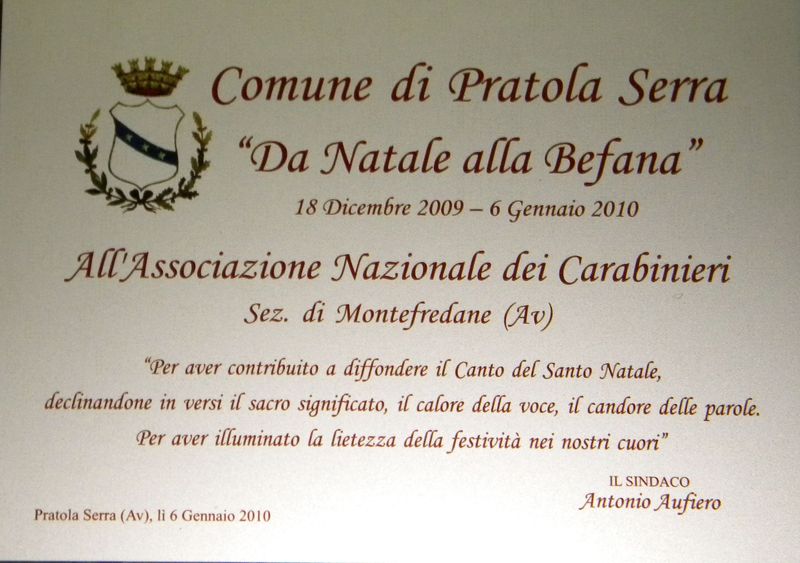 Comune di Pratola Serra
“Da Natale alla Befana”
18 Dicembre 2009 – 6 Gennaio 2010
All'Associazione Nazionale dei Carabinieri
Sez. di Montefredane (Av)
“Per aver contribuito a diffondere il Canto del Santo Natale,
declinandone in versi il sacro significato, il calore della voce, il candore delle parole.
Per aver illuminato la lietezza della festività nei nostri cuori”
IL SINDACO
Antonio Aufiero
Pratola Serra (Av), lì 6 Gennaio 2010